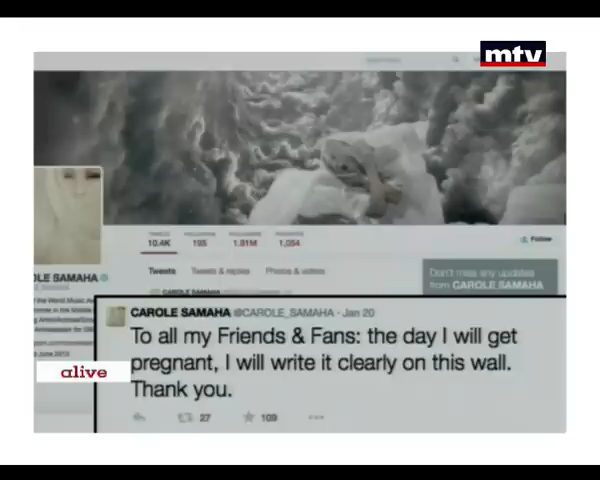 mtv
10.4K 195 1.81M 1,054
Follow
Tweets Tweets & replies Photos & videos
Don't miss any updates
from CAROLE SAMAHA
OLE SAMAHA
CAROLE SAMAHA @CAROLE_SAMAHA · Jan 20
To all my Friends & Fans: the day I will get
pregnant, I will write it clearly on this wall.
Thank you.
alive
27 109